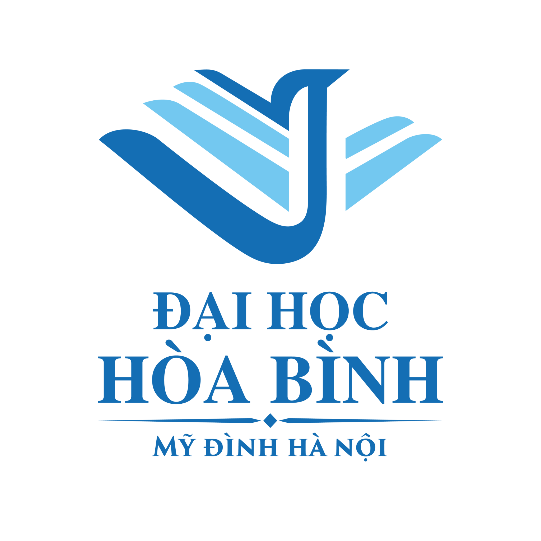 ĐẠI HỌC
HÒA BÌNH
MỸ ĐÌNH HÀ NỘI